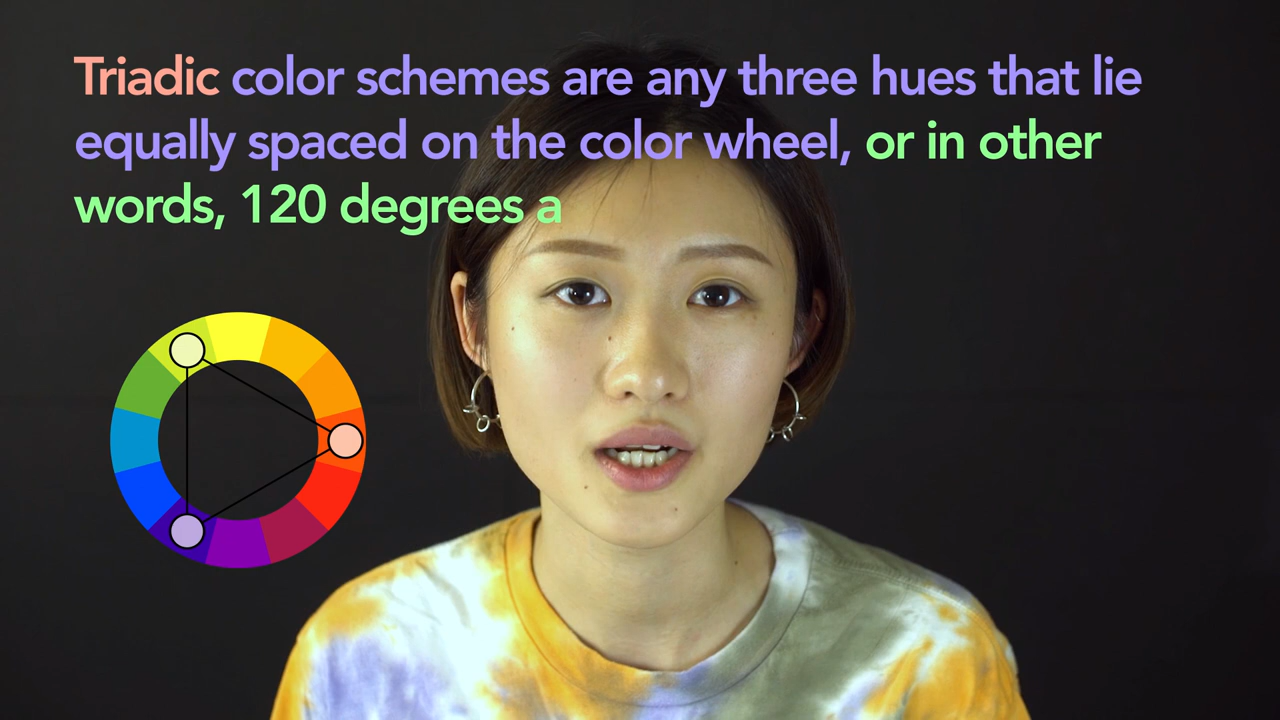 Triadic color schemes are any three hues that lie
equally spaced on the color wheel, or in other
words, 120 degrees a